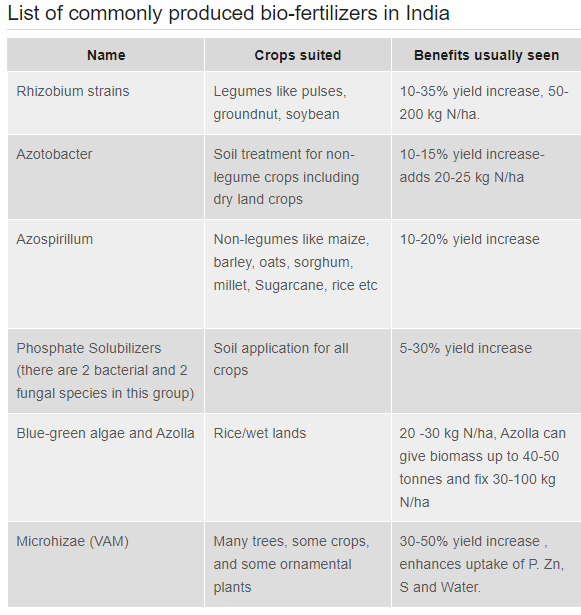 List of commonly produced bio-fertilizers in India
Name
Crops suited
Benefits usually seen
Rhizobium strains
Legumes like pulses,
groundnut, soybean
10-35% yield increase, 50-
200 kg N/ha.
Azotobacter
Soil treatment for non-
legume crops including
dry land crops
10-15% yield increase-
adds 20-25 kg N/ha
Azospirillum
Non-legumes like maize,
barley, oats, sorghum,
millet, Sugarcane, rice etc
10-20% yield increase
Phosphate Solubilizers
(there are 2 bacterial and 2
fungal species in this group)
Soil application for all
crops
5-30% yield increase
Blue-green algae and Azolla
Rice/wet lands
20 -30 kg N/ha, Azolla can
give biomass up to 40-50
tonnes and fix 30-100 kg
N/ha
Microhizae (VAM)
Many trees, some crops,
and some ornamental
plants
30-50% yield increase ,
enhances uptake of P. Zn,
S and Water.